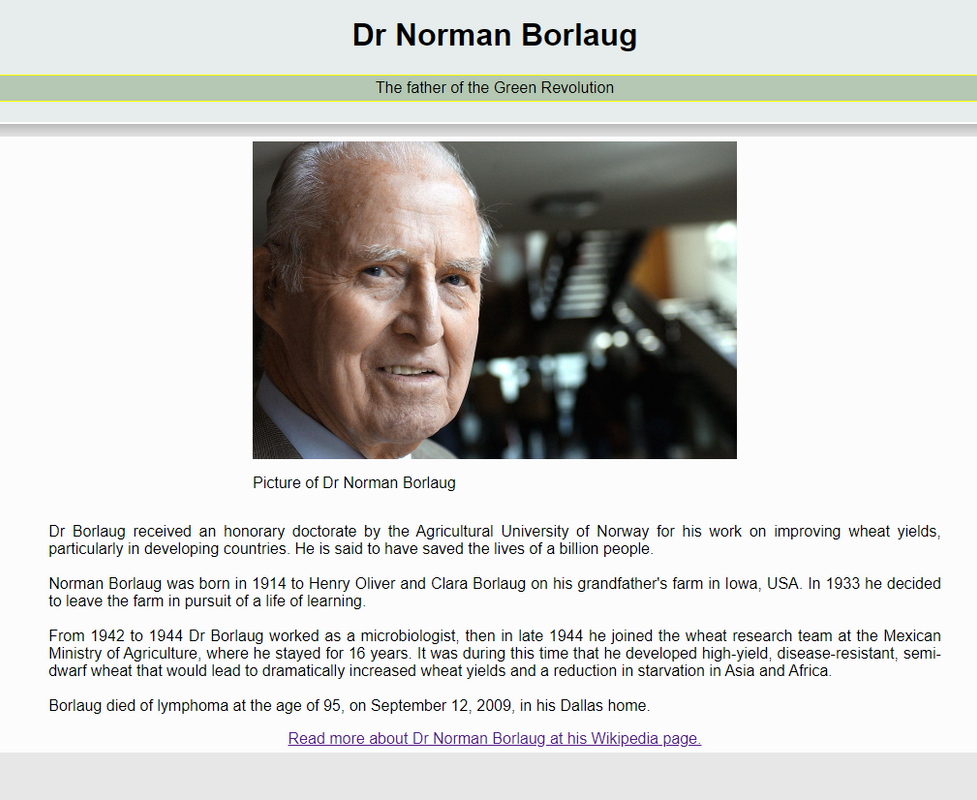 Dr Norman Borlaug
The father of the Green Revolution
Picture of Dr Norman Borlaug
Dr Borlaug received an honorary doctorate by the Agricultural University of Norway for his work on improving wheat yields,
particularly in developing countries. He is said to have saved the lives of a billion people.
Norman Borlaug was born in 1914 to Henry Oliver and Clara Borlaug on his grandfather's farm in Iowa, USA. In 1933 he decided
to leave the farm in pursuit of a life of learning.
From 1942 to 1944 Dr Borlaug worked as a microbiologist, then in late 1944 he joined the wheat research team at the Mexican
Ministry of Agriculture, where he stayed for 16 years. It was during this time that he developed high-yield, disease-resistant, semi-
dwarf wheat that would lead to dramatically increased wheat yields and a reduction in starvation in Asia and Africa.
Borlaug died of lymphoma at the age of 95, on September 12, 2009, in his Dallas home.
Read more about Dr Norman Borlaug at his Wikipedia page.